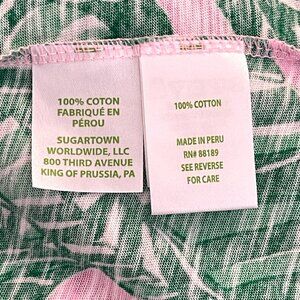 100% COTON
FABRIQUÉ EN
PÉROU
SUGARTOWN
WORLDWIDE, LLC
800 THIRD AVENUE
KING OF PRUSSIA, PA
100% COTTON
MADE IN PERU
RN# 88189
SEE REVERSE
FOR CARE